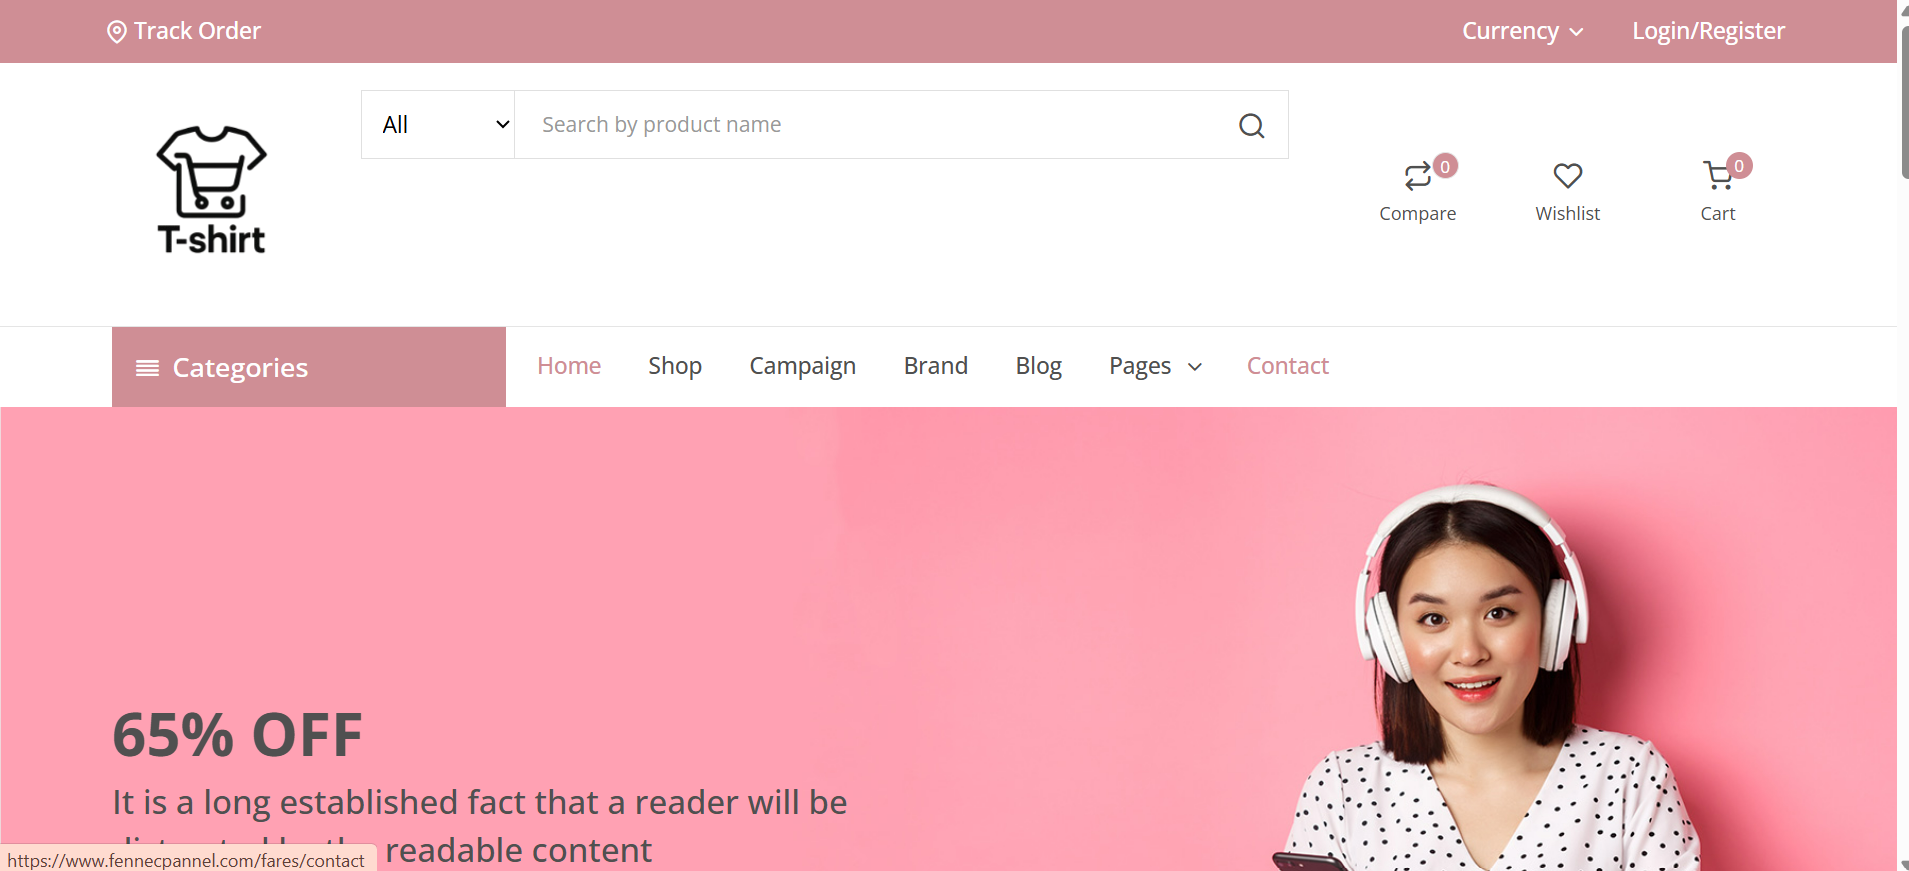 Track Order
Currency
Login/Register
All
Search by product name
T-shirt
0
Compare
Wishlist
0
Cart
Categories
Home
Shop
Campaign
Brand
Blog
Pages
Contact
65% OFF
It is a long established fact that a reader will be
readable content
https://www.fennecpannel.com/fares/contact